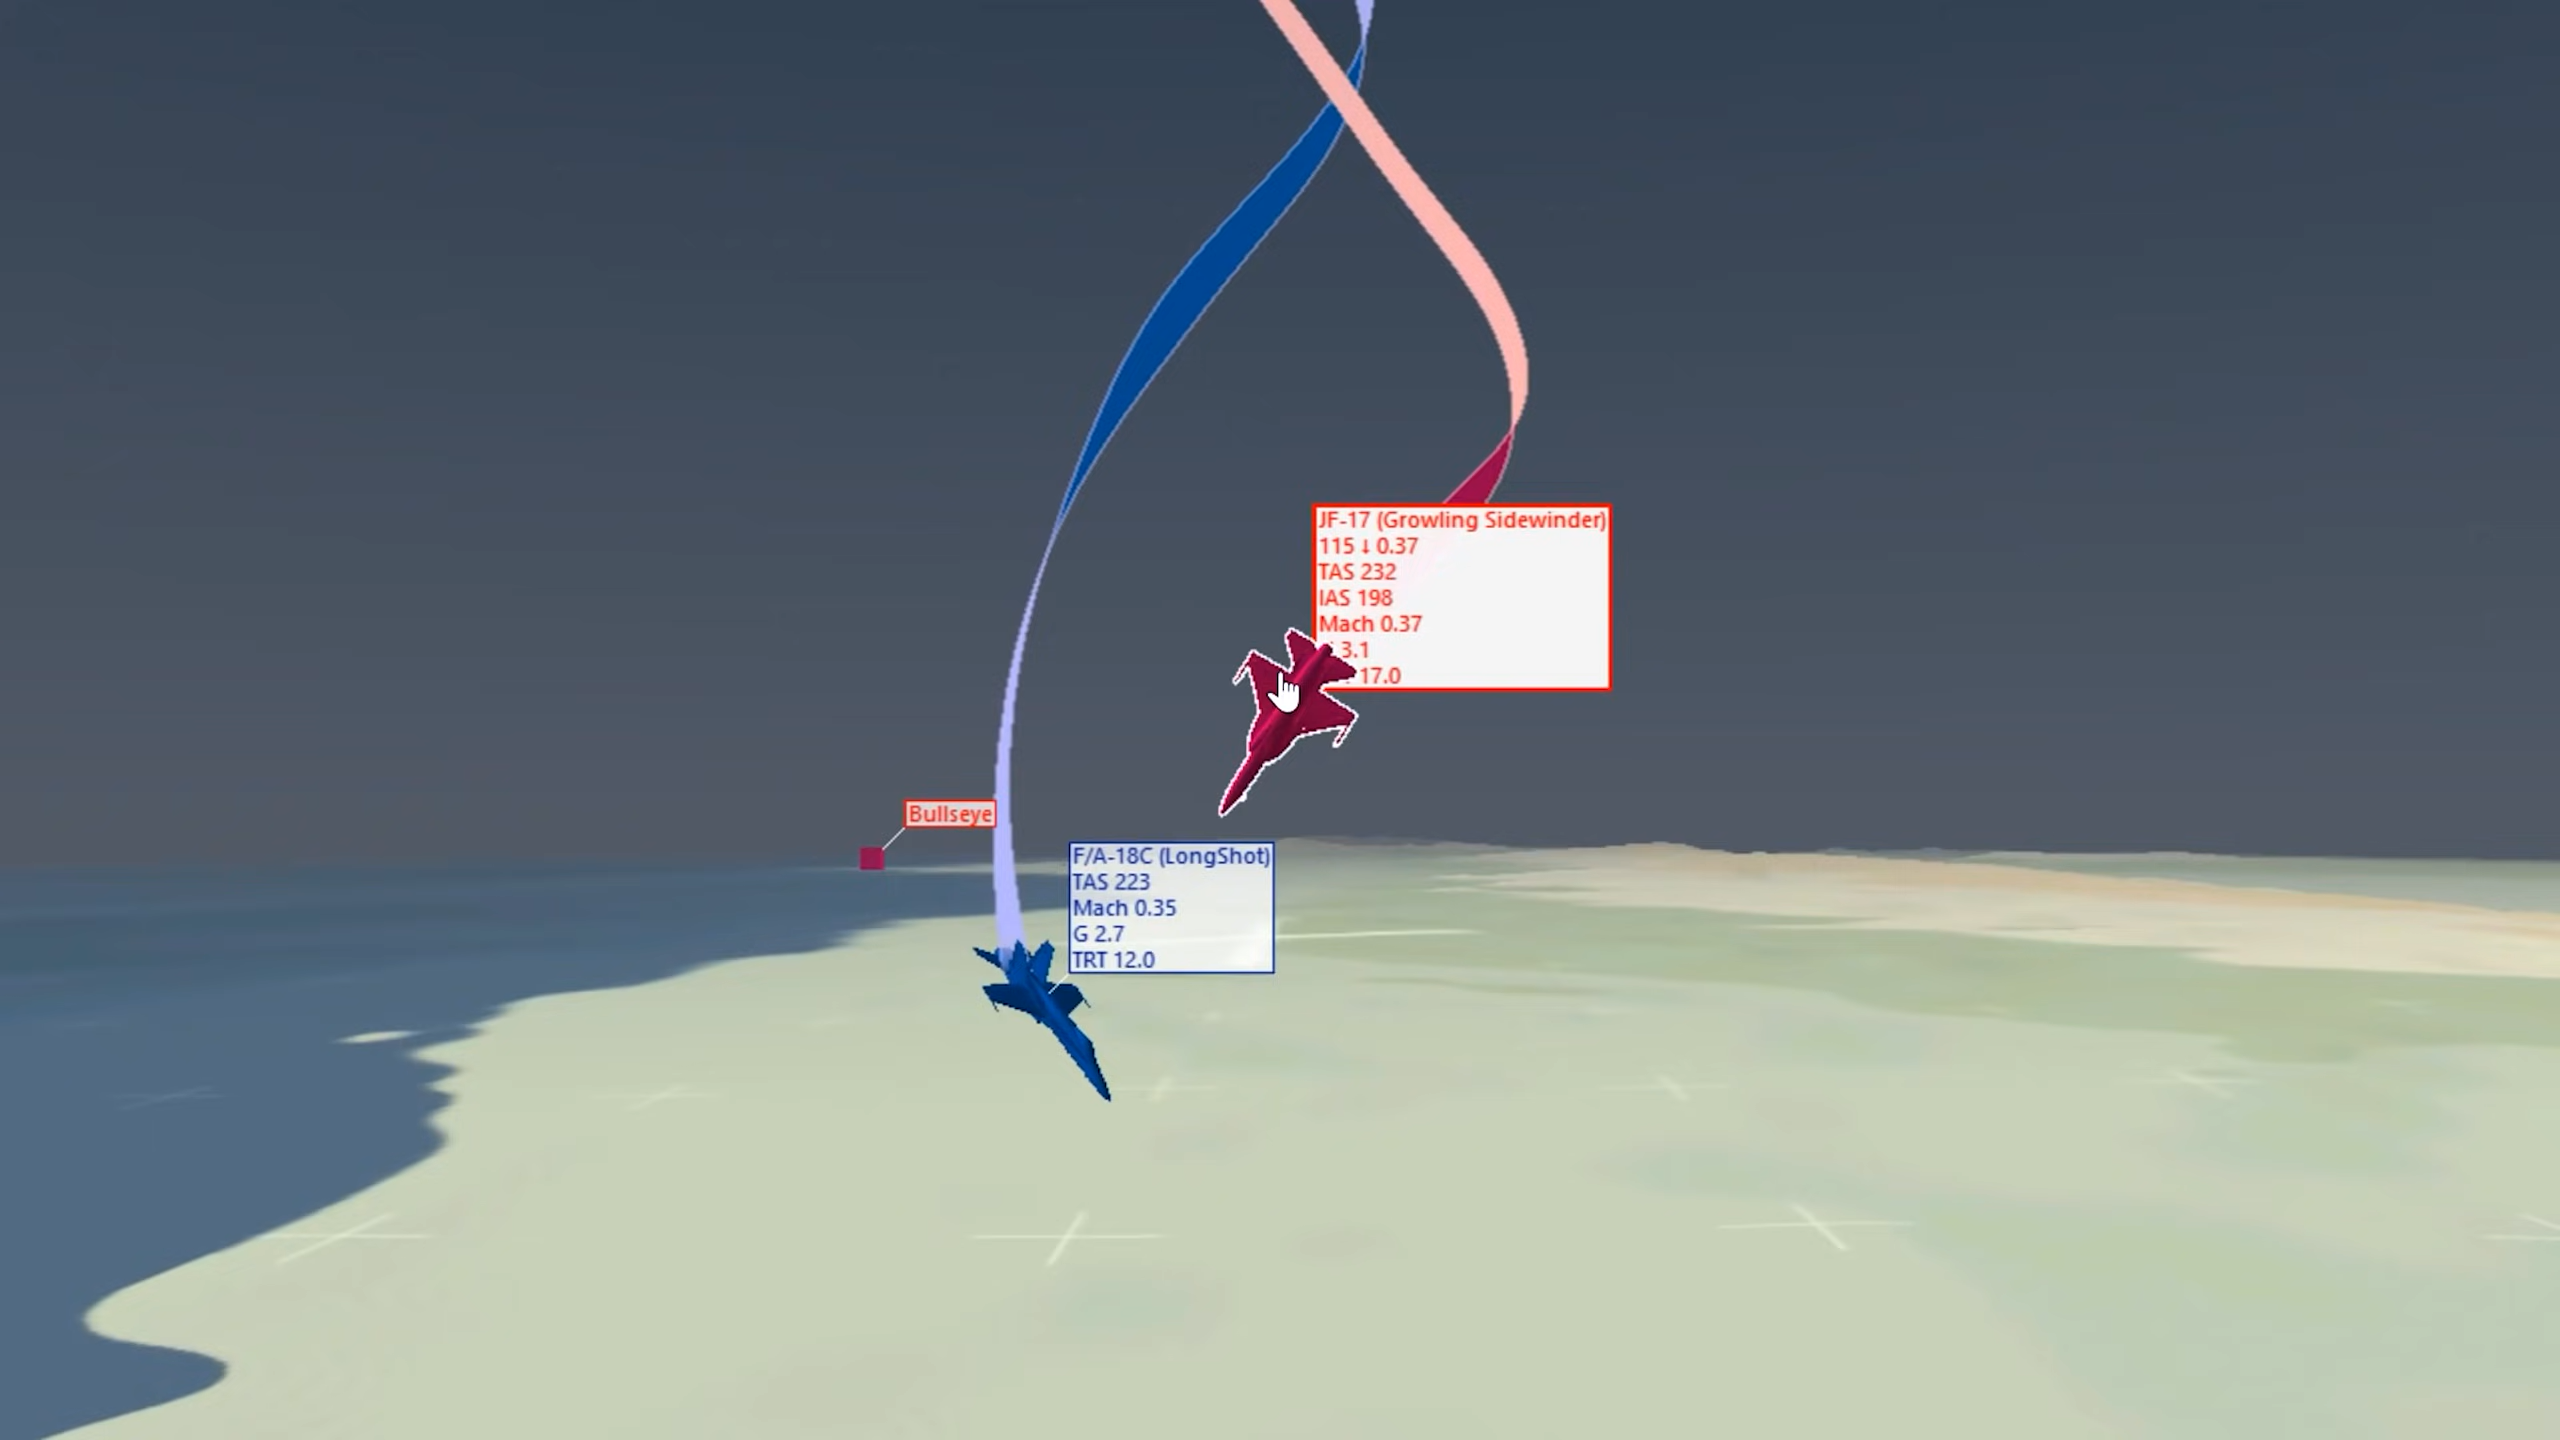 JF-17 (Growling Sidewinder)
115 ↓ 0.37
TAS 232
IAS 198
Mach 0.37
3.1
17.0
Bullseye
F/A-18C (LongShot)
TAS 223
Mach 0.35
G 2.7
TRT 12.0